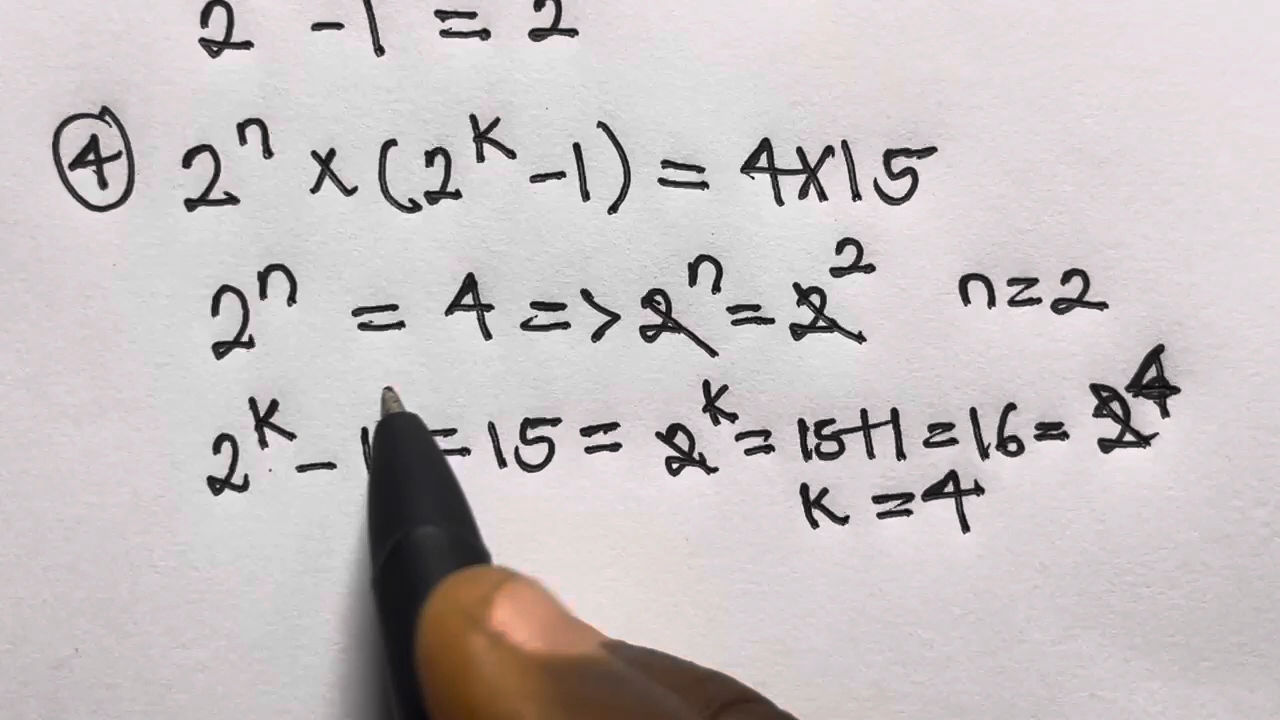 2 - 1 = 2
④ 2ⁿ x (2ᵏ - 1) = 4x15
2ⁿ = 4 => 2ⁿ = 2² n = 2
2ᵏ - 1 = 15 = 2ᵏ = 15+1 = 16 = 2⁴
k = 4